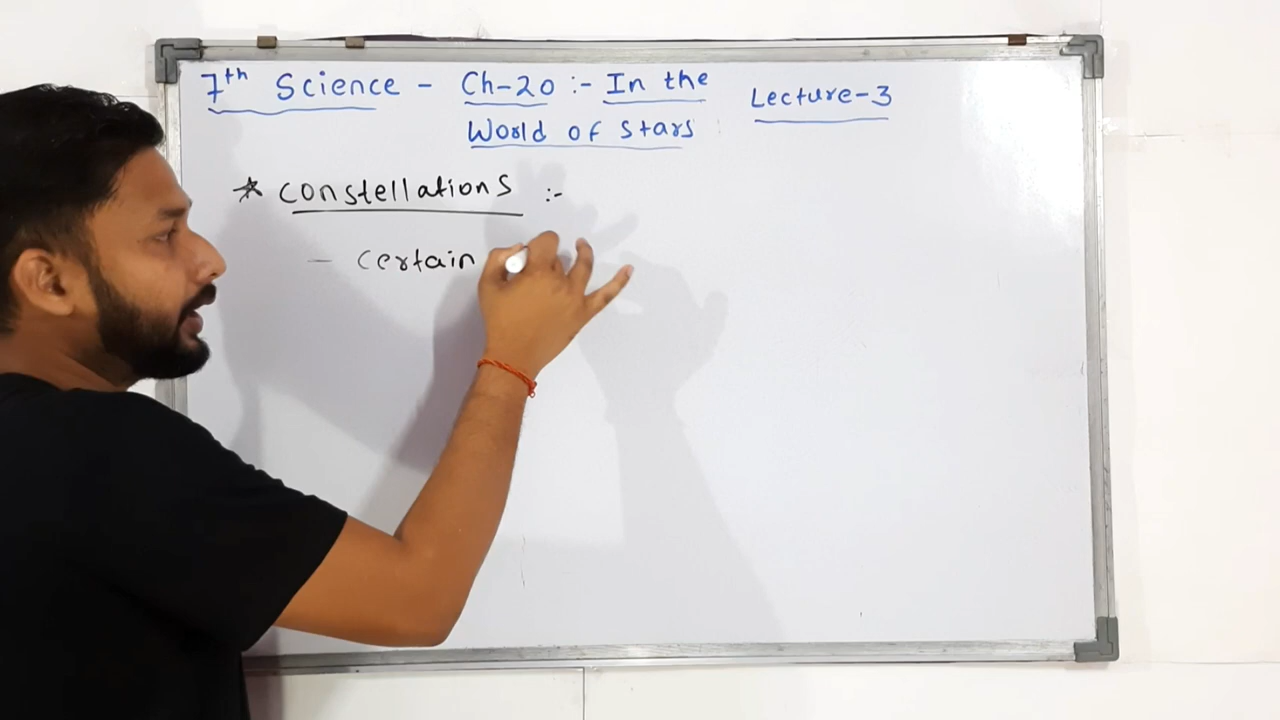 7th Science - Ch-20 :- In the
World of Stars
Lecture-3
* Constellations :-
- Certain